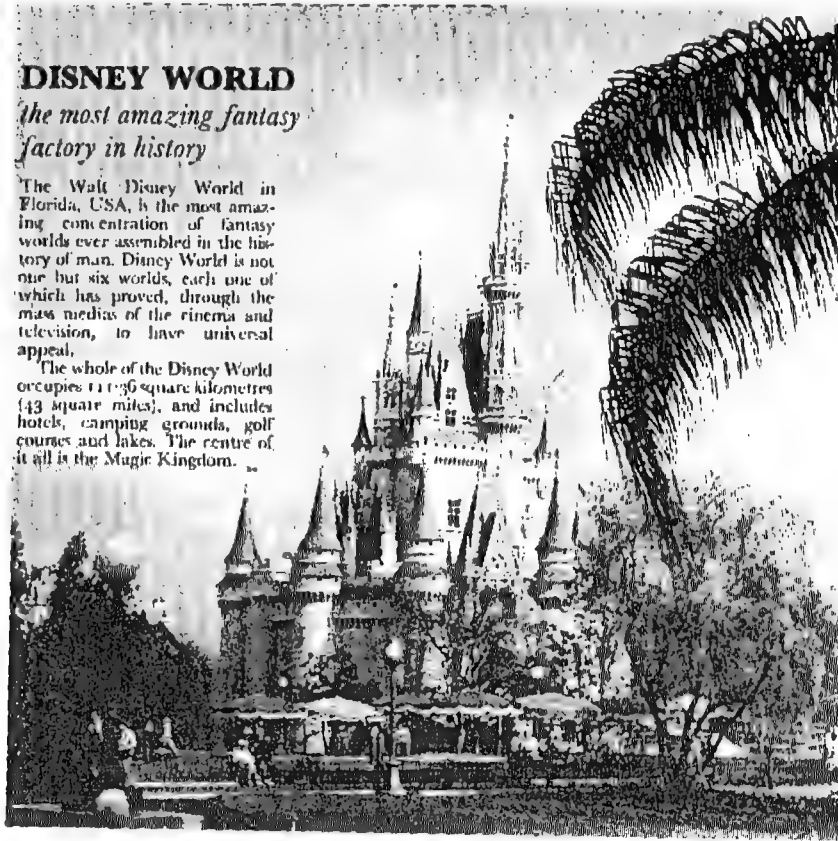 DISNEY WORLD
the most amazing fantasy
factory in history
The Walt Disney World in
Florida, USA, is the most amaz-
ing concentration of fantasy
worlds ever assembled in the his-
tory of man. Disney World is not
one but six worlds, each one of
which has proved, through the
mass medias of the cinema and
television, to have universal
appeal.
The whole of the Disney World
occupies 111·36 square kilometres
(43 square miles), and includes
hotels, camping grounds, golf
courses and lakes. The centre of
it all is the Magic Kingdom.